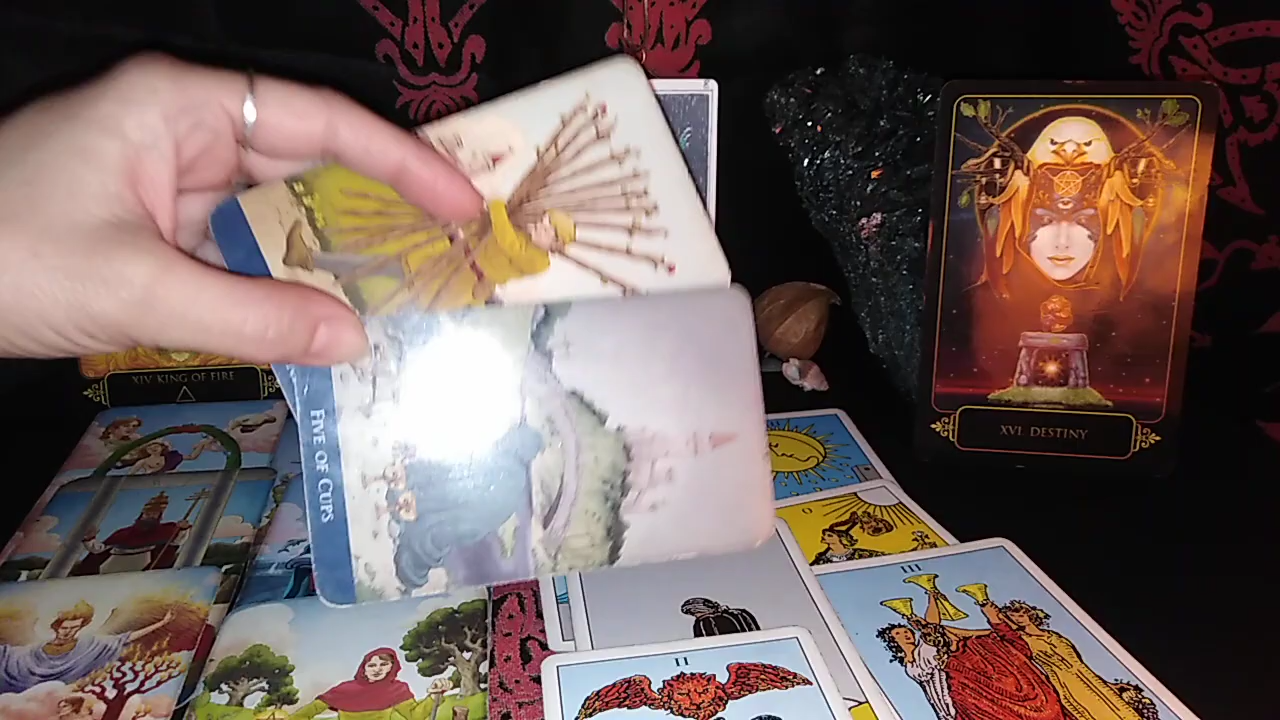 XIV KING OF FIRE
XVI. DESTINY
FIVE OF CUPS
O
III
II